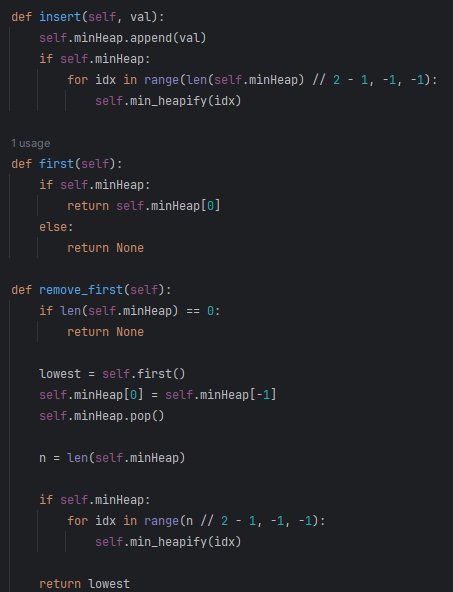 def insert(self, val):
    self.minHeap.append(val)
    if self.minHeap:
        for idx in range(len(self.minHeap) // 2 - 1, -1, -1):
            self.min_heapify(idx)
1 usage
def first(self):
    if self.minHeap:
        return self.minHeap[0]
    else:
        return None
def remove_first(self):
    if len(self.minHeap) == 0:
        return None
    lowest = self.first()
    self.minHeap[0] = self.minHeap[-1]
    self.minHeap.pop()
    n = len(self.minHeap)
    if self.minHeap:
        for idx in range(n // 2 - 1, -1, -1):
            self.min_heapify(idx)
    return lowest